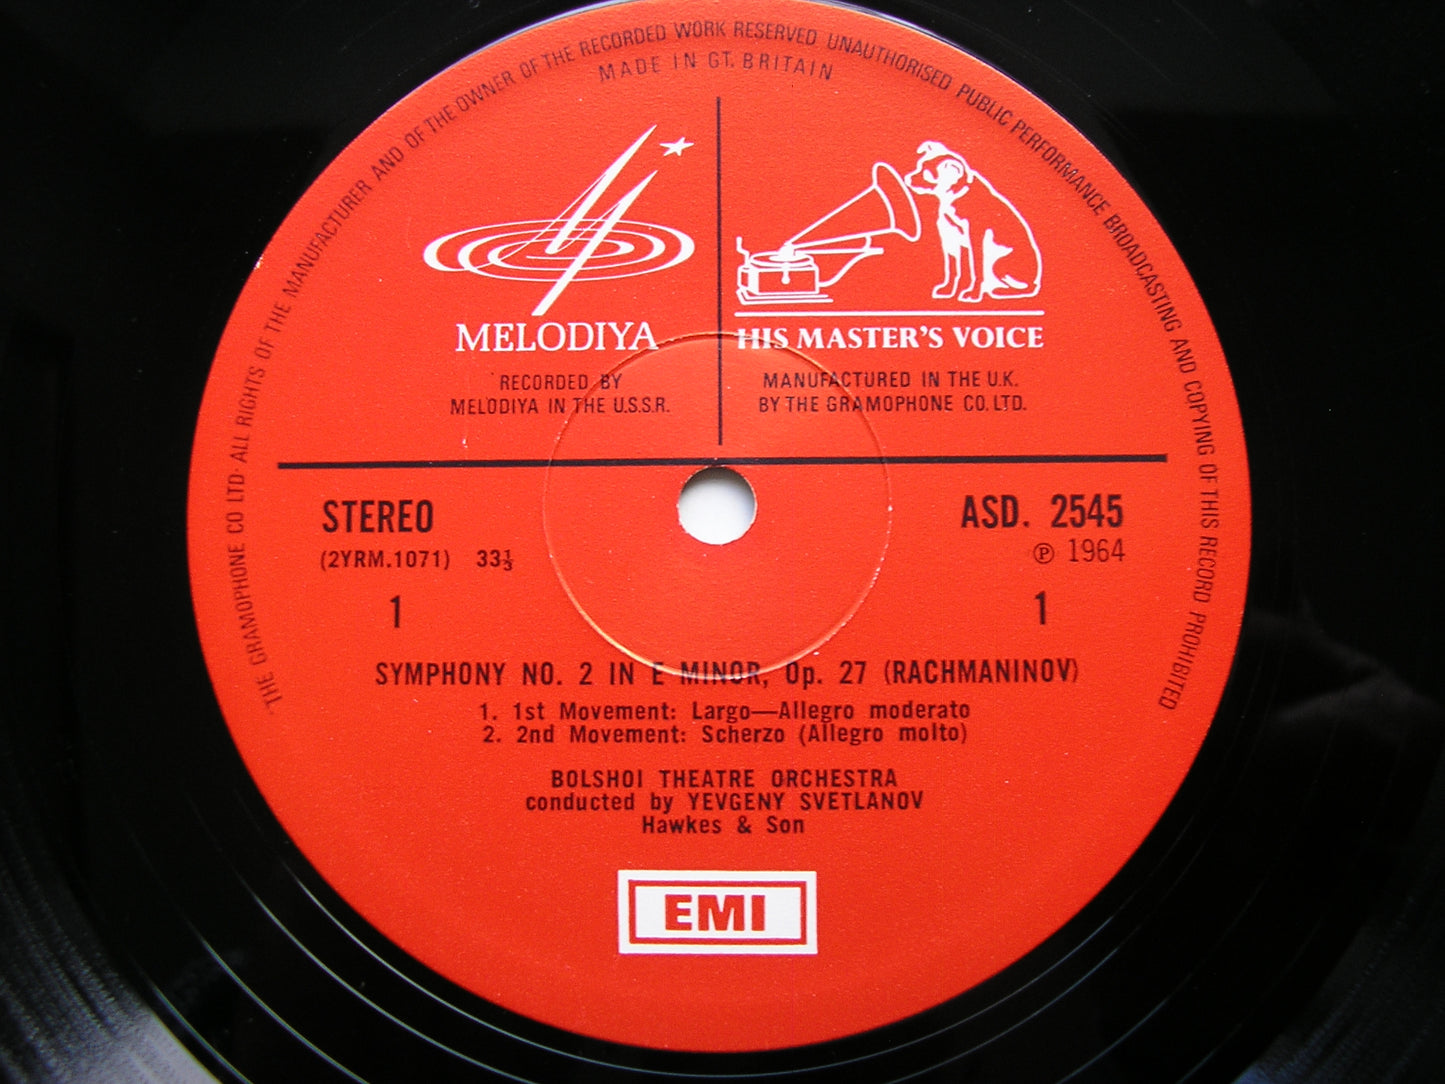 THE GRAMOPHONE CO LTD· ALL RIGHTS OF THE MANUFACTURER AND OF THE OWNER OF THE RECORDED WORK RESERVED UNAUTHORISED PUBLIC PERFORMANCE BROADCASTING AND COPYING OF THIS RECORD PROHIBITED
MADE IN GT. BRITAIN
MELODIYA
RECORDED BY
MELODIYA IN THE U.S.S.R.
HIS MASTER'S VOICE
MANUFACTURED IN THE U.K.
BY THE GRAMOPHONE CO. LTD.
STEREO
(2YRM.1071) 33⅓
1
ASD. 2545
℗ 1964
1
SYMPHONY NO. 2 IN E MINOR, Op. 27 (RACHMANINOV)
1. 1st Movement: Largo—Allegro moderato
2. 2nd Movement: Scherzo (Allegro molto)
BOLSHOI THEATRE ORCHESTRA
conducted by YEVGENY SVETLANOV
Hawkes & Son
EMI